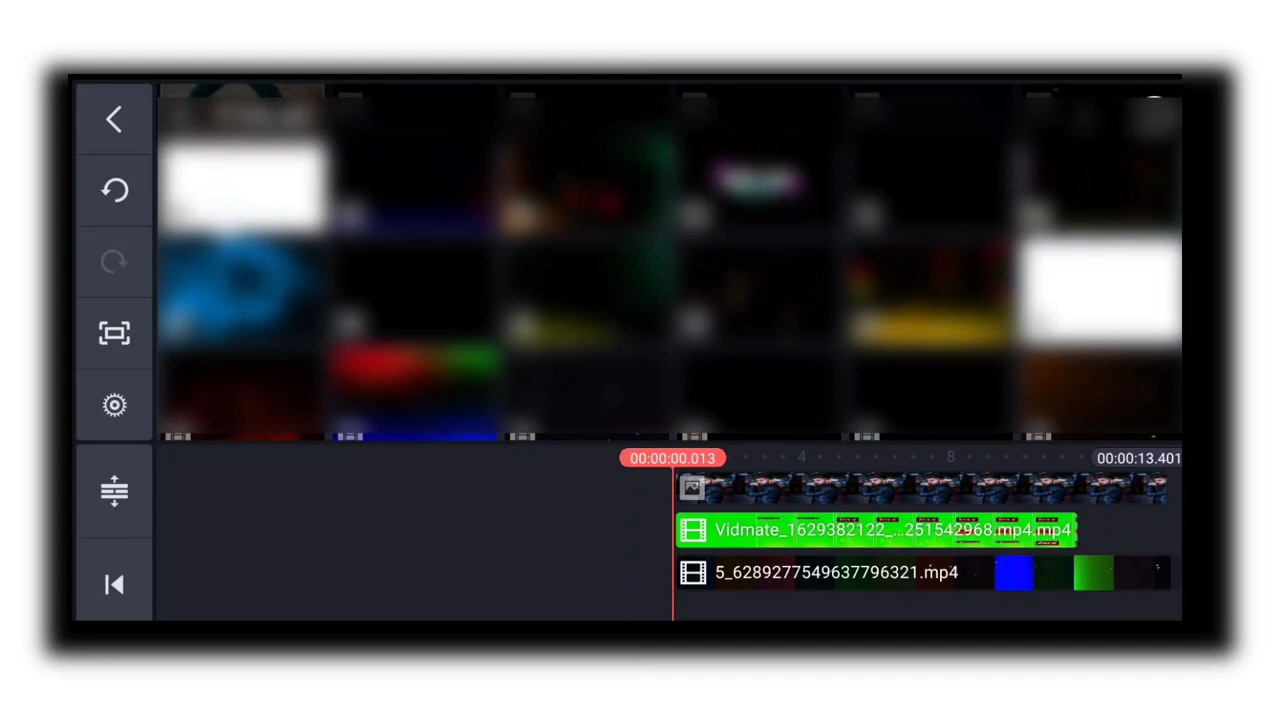 00:00:00.013
4
8
00:00:13.401
Vidmate_1629382122_...251542968.mp4.mp4
5_6289277549637796321.mp4